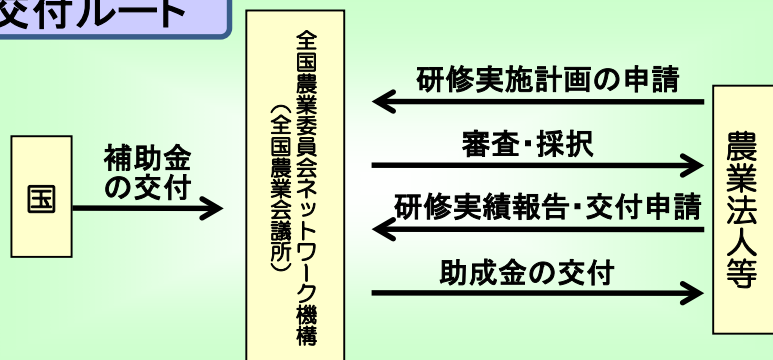 交付ルート
国
補助金
の交付
全国農業委員会ネットワーク機構
（全国農業会議所）
研修実施計画の申請
審査・採択
研修実績報告・交付申請
助成金の交付
農業法人等